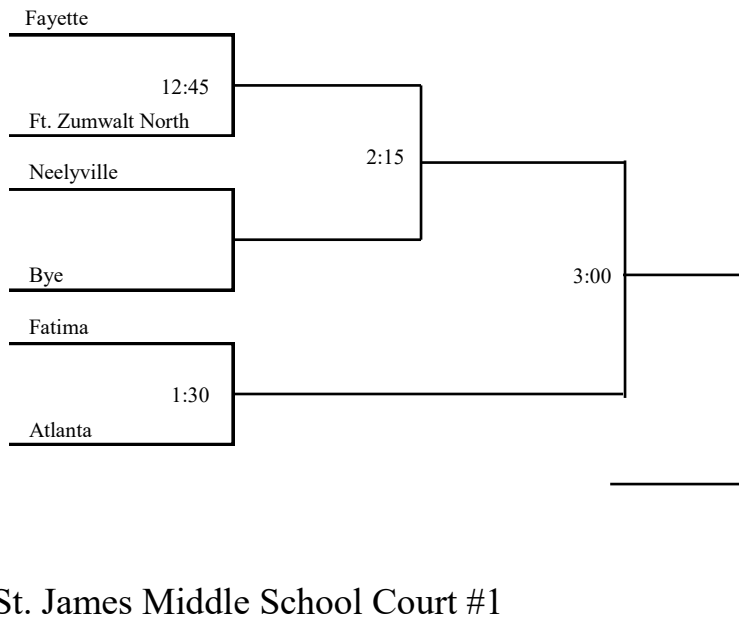 Fayette
12:45
Ft. Zumwalt North
2:15
Neelyville
Bye
3:00
Fatima
1:30
Atlanta
St. James Middle School Court #1